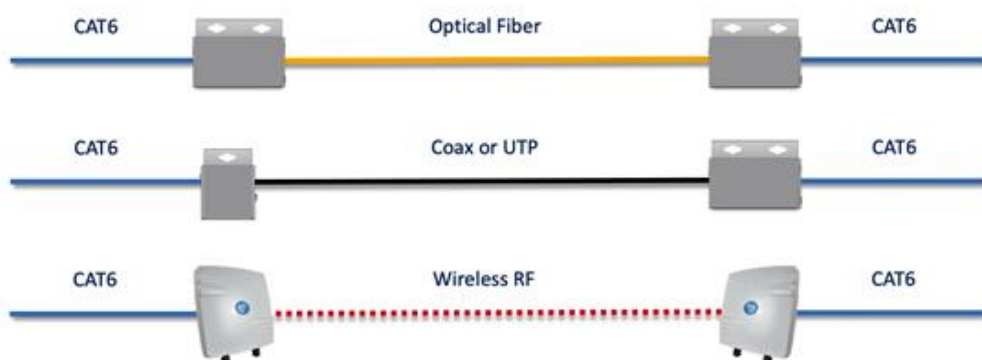 CAT6 Optical Fiber CAT6
CAT6 Coax or UTP CAT6
CAT6 Wireless RF CAT6